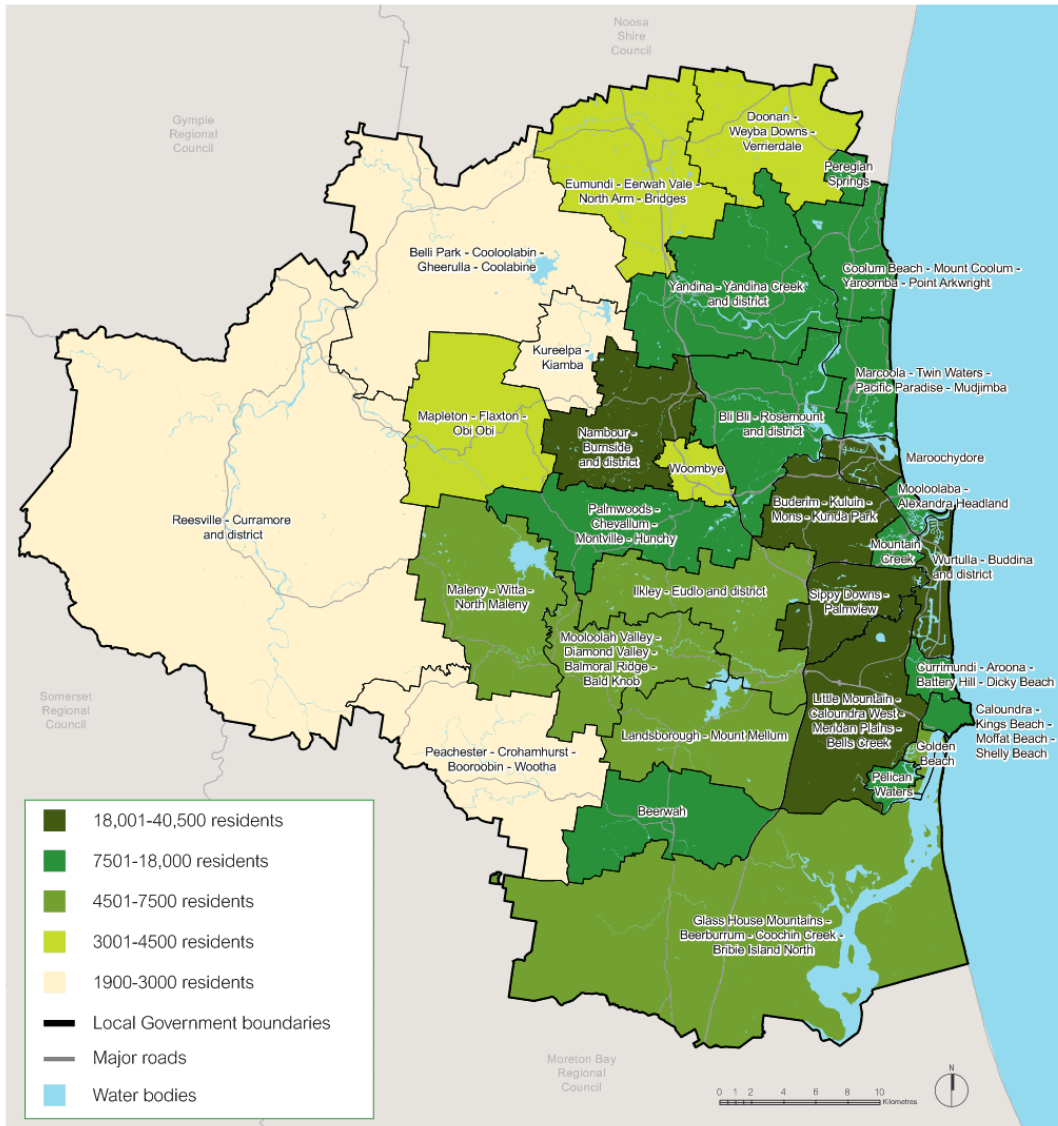 Noosa
Shire
Council
Gympie
Regional
Council
Doonan -
Weyba Downs -
Verrierdale
Peregian
Springs
Eumundi - Eerwah Vale -
North Arm - Bridges
Belli Park - Cooloolabin -
Gheerulla - Coolabine
Yandina - Yandina Creek
and district
Coolum Beach - Mount Coolum -
Yaroomba - Point Arkwright
Kureelpa -
Kiamba
Marcoola - Twin Waters -
Pacific Paradise - Mudjimba
Mapleton - Flaxton -
Obi Obi
Nambour -
Burnside
and district
Bli Bli - Rosemount
and district
Woombye
Maroochydore
Mooloolaba -
Alexandra Headland
Buderim - Kuluin -
Mons - Kunda Park
Reesville - Curramore
and district
Palmwoods -
Chevallum -
Montville - Hunchy
Mountain
Creek
Wurtulla - Buddina
and district
Maleny - Witta -
North Maleny
Ilkley - Eudlo and district
Sippy Downs -
Palmview
Mooloolah Valley -
Diamond Valley -
Balmoral Ridge -
Bald Knob
Currimundi - Aroona -
Battery Hill - Dicky Beach
Somerset
Regional
Council
Little Mountain -
Caloundra West -
Meridan Plains -
Bells Creek
Caloundra -
Kings Beach -
Moffat Beach -
Shelly Beach
Landsborough - Mount Mellum
Golden
Beach
Peachester - Crohamhurst -
Booroobin - Wootha
Pelican
Waters
Beerwah
Glass House Mountains -
Beerburrum - Coochin Creek -
Bribie Island North
18,001-40,500 residents
7501-18,000 residents
4501-7500 residents
3001-4500 residents
1900-3000 residents
Local Government boundaries
Major roads
Water bodies
Moreton Bay
Regional
Council
0 1 2 4 6 8 10
Kilometres
N